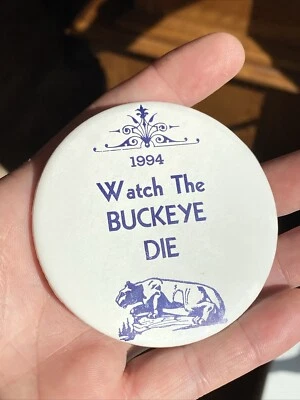 1994
Watch The
BUCKEYE
DIE